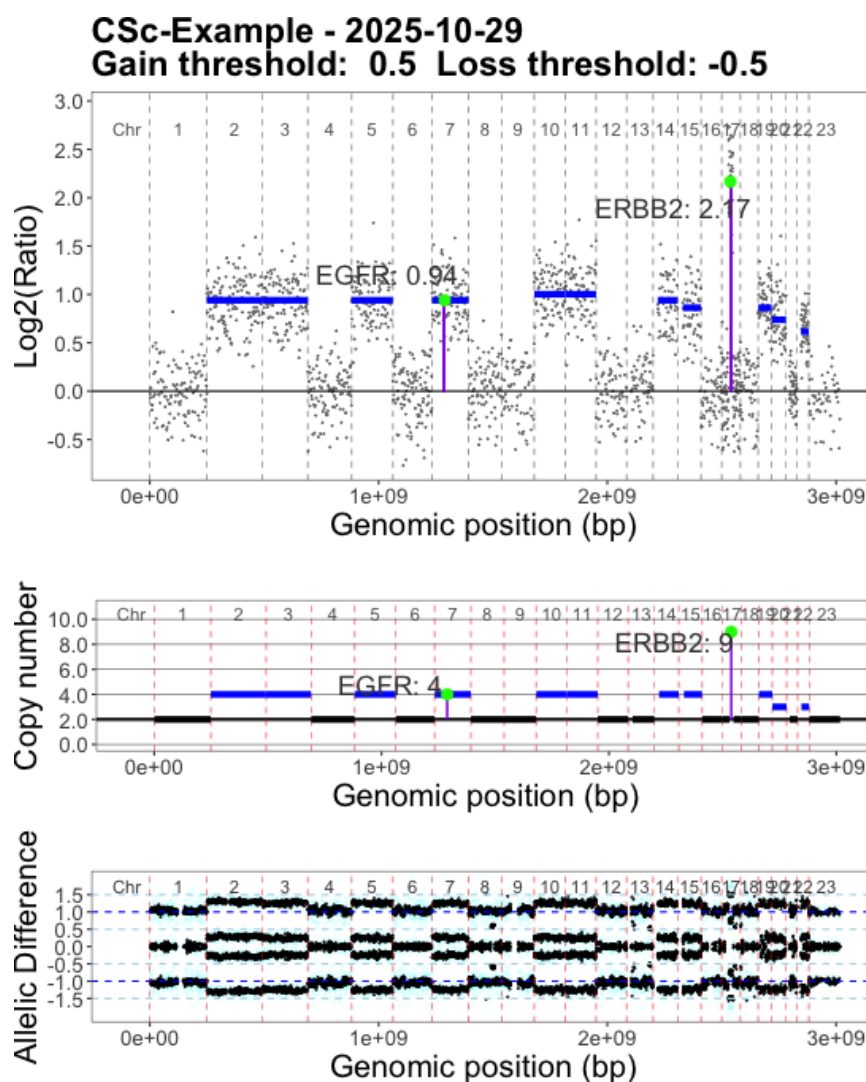 CSc-Example - 2025-10-29
Gain threshold:  0.5  Loss threshold: -0.5
Log2(Ratio)
3.0
2.5
2.0
1.5
1.0
0.5
0.0
-0.5
Chr 1 2 3 4 5 6 7 8 9 10 11 12 13 14 15 16 17 18 19 20 21 22 23
ERBB2: 2.17
EGFR: 0.94
0e+00 1e+09 2e+09 3e+09
Genomic position (bp)
Copy number
10.0
8.0
6.0
4.0
2.0
0.0
Chr 1 2 3 4 5 6 7 8 9 10 11 12 13 14 15 16 17 18 19 20 21 22 23
ERBB2: 9
EGFR: 4
0e+00 1e+09 2e+09 3e+09
Genomic position (bp)
Allelic Difference
1.5
1.0
0.5
0.0
-0.5
-1.0
-1.5
Chr 1 2 3 4 5 6 7 8 9 10 11 12 13 14 15 16 17 18 19 20 21 22 23
0e+00 1e+09 2e+09 3e+09
Genomic position (bp)